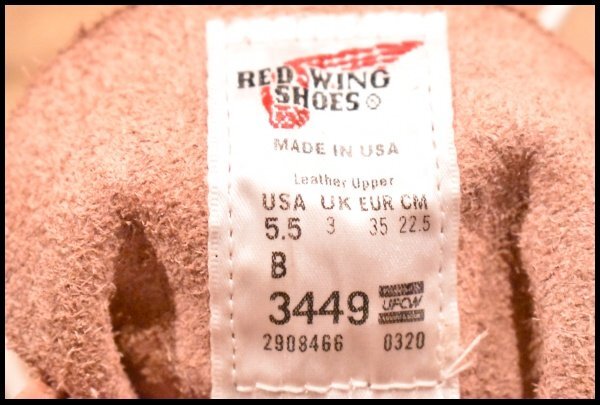 RED WING
SHOES ®
MADE IN USA
Leather Upper
USA UK EUR CM
5.5 3 35 22.5
B
3449 UFCW
2908466 0320